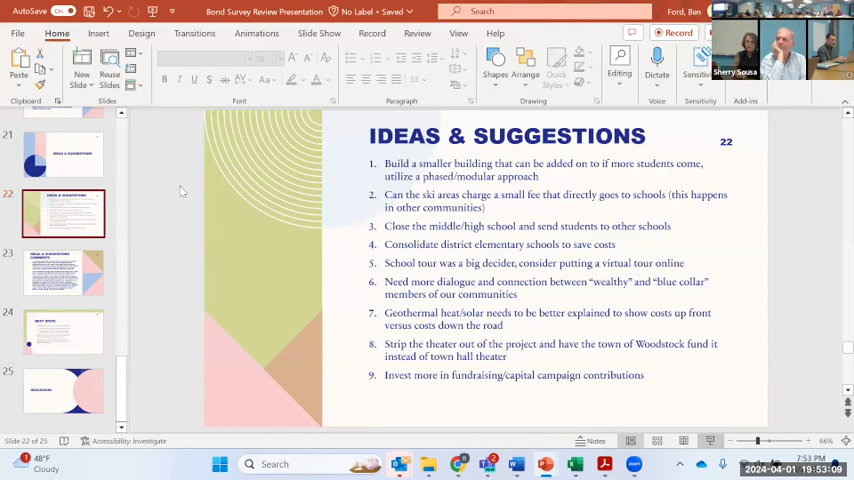 AutoSave On
Bond Survey Review Presentation
No Label • Saved
Search
Ford, Ben
File Home Insert Design Transitions Animations Slide Show Record Review View Help
Record
Paste
New Slides
Reuse Slides
Shapes
Arrange
Quick Styles
Editing
Dictate
Sensitivity
Clipboard
Slides
Font
Paragraph
Drawing
Voice
Sensitivity
Add-ins
Sherry Sousa
21
22
23
24
25
IDEAS & SUGGESTIONS
22
1. Build a smaller building that can be added on to if more students come,
utilize a phased/modular approach
2. Can the ski areas charge a small fee that directly goes to schools (this happens
in other communities)
3. Close the middle/high school and send students to other schools
4. Consolidate district elementary schools to save costs
5. School tour was a big decider, consider putting a virtual tour online
6. Need more dialogue and connection between “wealthy” and “blue collar”
members of our communities
7. Geothermal heat/solar needs to be better explained to show costs up front
versus costs down the road
8. Strip the theater out of the project and have the town of Woodstock fund it
instead of town hall theater
9. Invest more in fundraising/capital campaign contributions
Slide 22 of 25
Accessibility: Investigate
Notes
66%
48°F
Cloudy
Search
7:53 PM
2024-04-01 19:53:09